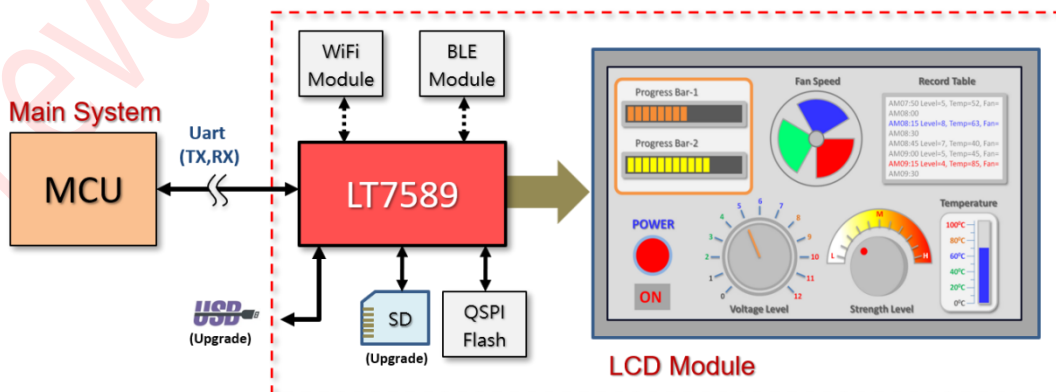 WiFi
Module
BLE
Module
Main System
Uart
(TX,RX)
MCU
LT7589
USB
(Upgrade)
SD
(Upgrade)
QSPI
Flash
Progress Bar-1
Progress Bar-2
Fan Speed
Record Table
AM07:50 Level=5, Temp=52, Fan=
AM08:00
AM08:15 Level=8, Temp=63, Fan=
AM08:30
AM08:45 Level=7, Temp=40, Fan=
AM09:00 Level=5, Temp=45, Fan=
AM09:15 Level=4, Temp=85, Fan=
AM09:30
POWER
ON
0
1
2
3
4
5
6
7
8
9
10
11
12
Voltage Level
L
M
H
Strength Level
Temperature
100°C
80°C
60°C
40°C
20°C
0°C
LCD Module